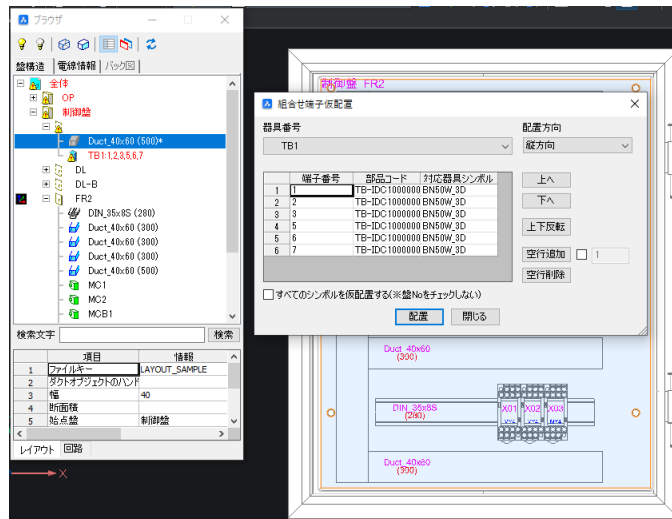 ブラウザ
盤構造 電線情報 パック図
全体
OP
制御盤
Duct_40x60 (500)*
TB1:1,2,3,5,6,7
DL
DL-B
FR2
DIN_35x8S (280)
Duct_40x60 (300)
Duct_40x60 (300)
Duct_40x60 (300)
Duct_40x60 (500)
MC1
MC2
MCB1
検索文字 検索
項目 情報
1 ファイルキー LAYOUT_SAMPLE
2 ダクトオブジェクトのハンド
3 幅 40
4 断面積
5 始点盤 制御盤
レイアウト 回路
X
制御盤 FR2
組合せ端子仮配置
器具番号 配置方向
TB1 縦方向
端子番号 部品コード 対応器具シンボル
1 1 TB-IDC1000000 BN50W_3D
2 2 TB-IDC1000000 BN50W_3D
3 3 TB-IDC1000000 BN50W_3D
4 5 TB-IDC1000000 BN50W_3D
5 6 TB-IDC1000000 BN50W_3D
6 7 TB-IDC1000000 BN50W_3D
上へ
下へ
上下反転
空行追加 1
空行削除
すべてのシンボルを仮配置する(※盤Noをチェックしない)
配置 閉じる
Duct_40x60
(300)
DIN_35x8S
(280)
X01 X02 X03
Duct_40x60
(300)